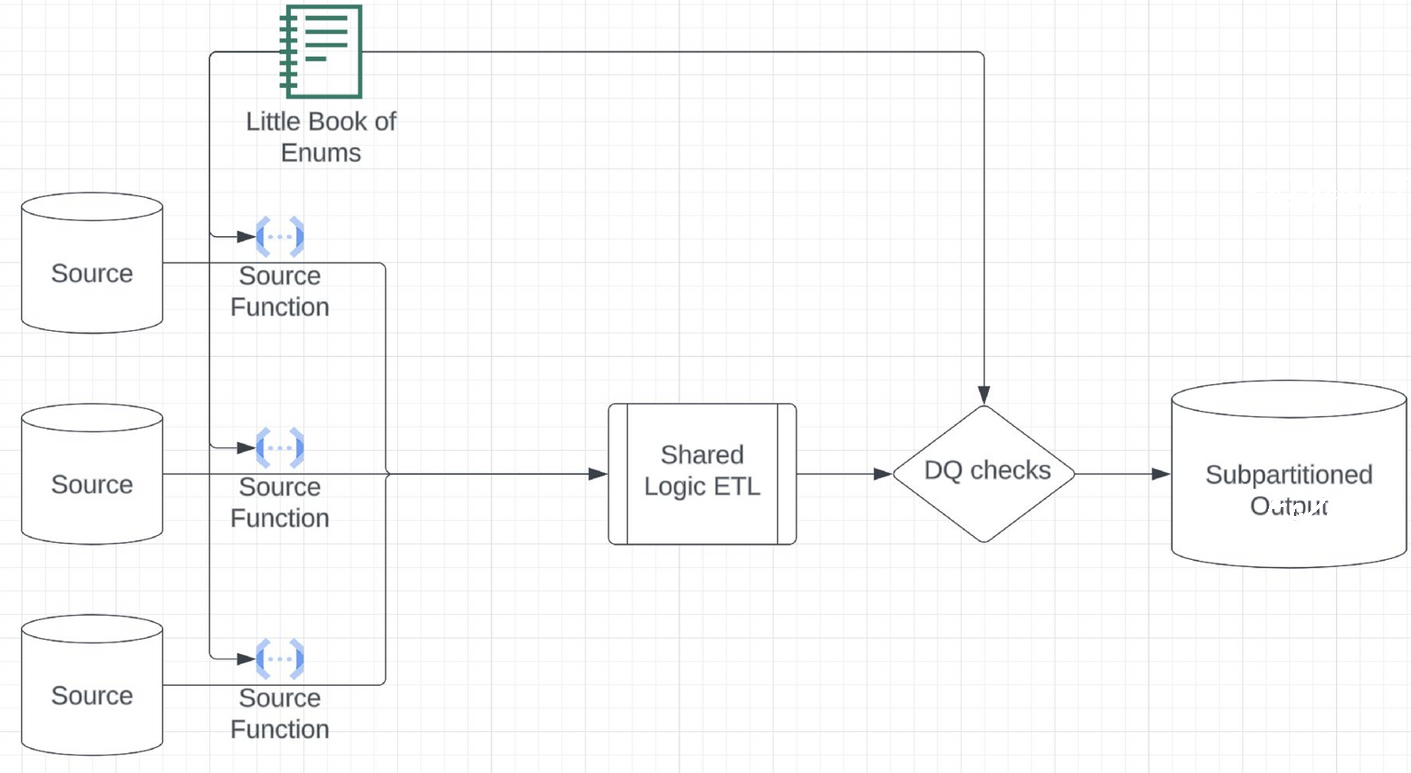 Little Book of
Enums
Source
Source
Function
Source
Source
Function
Shared
Logic ETL
DQ checks
Subpartitioned
Output
Source
Source
Function